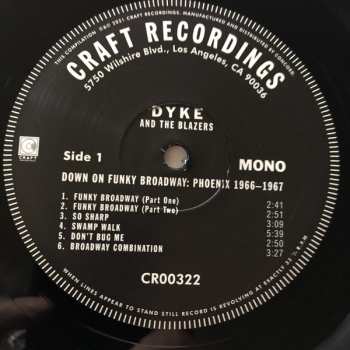 THIS COMPILATION ©℗ 2021 CRAFT RECORDINGS. MANUFACTURED AND DISTRIBUTED BY CONCORD.
CRAFT RECORDINGS
5750 Wilshire Blvd., Los Angeles, CA 90036
DYKE
AND THE BLAZERS
C
CRAFT
Side 1
MONO
DOWN ON FUNKY BROADWAY: PHOENIX 1966–1967
1. FUNKY BROADWAY (Part One) 2:41
2. FUNKY BROADWAY (Part Two) 2:51
3. SO SHARP 3:09
4. SWAMP WALK 5:39
5. DON'T BUG ME 2:50
6. BROADWAY COMBINATION 3:27
CR00322
WHEN LINES APPEAR TO STAND STILL RECORD IS REVOLVING AT EXACTLY 33 ⅓ R.P.M.